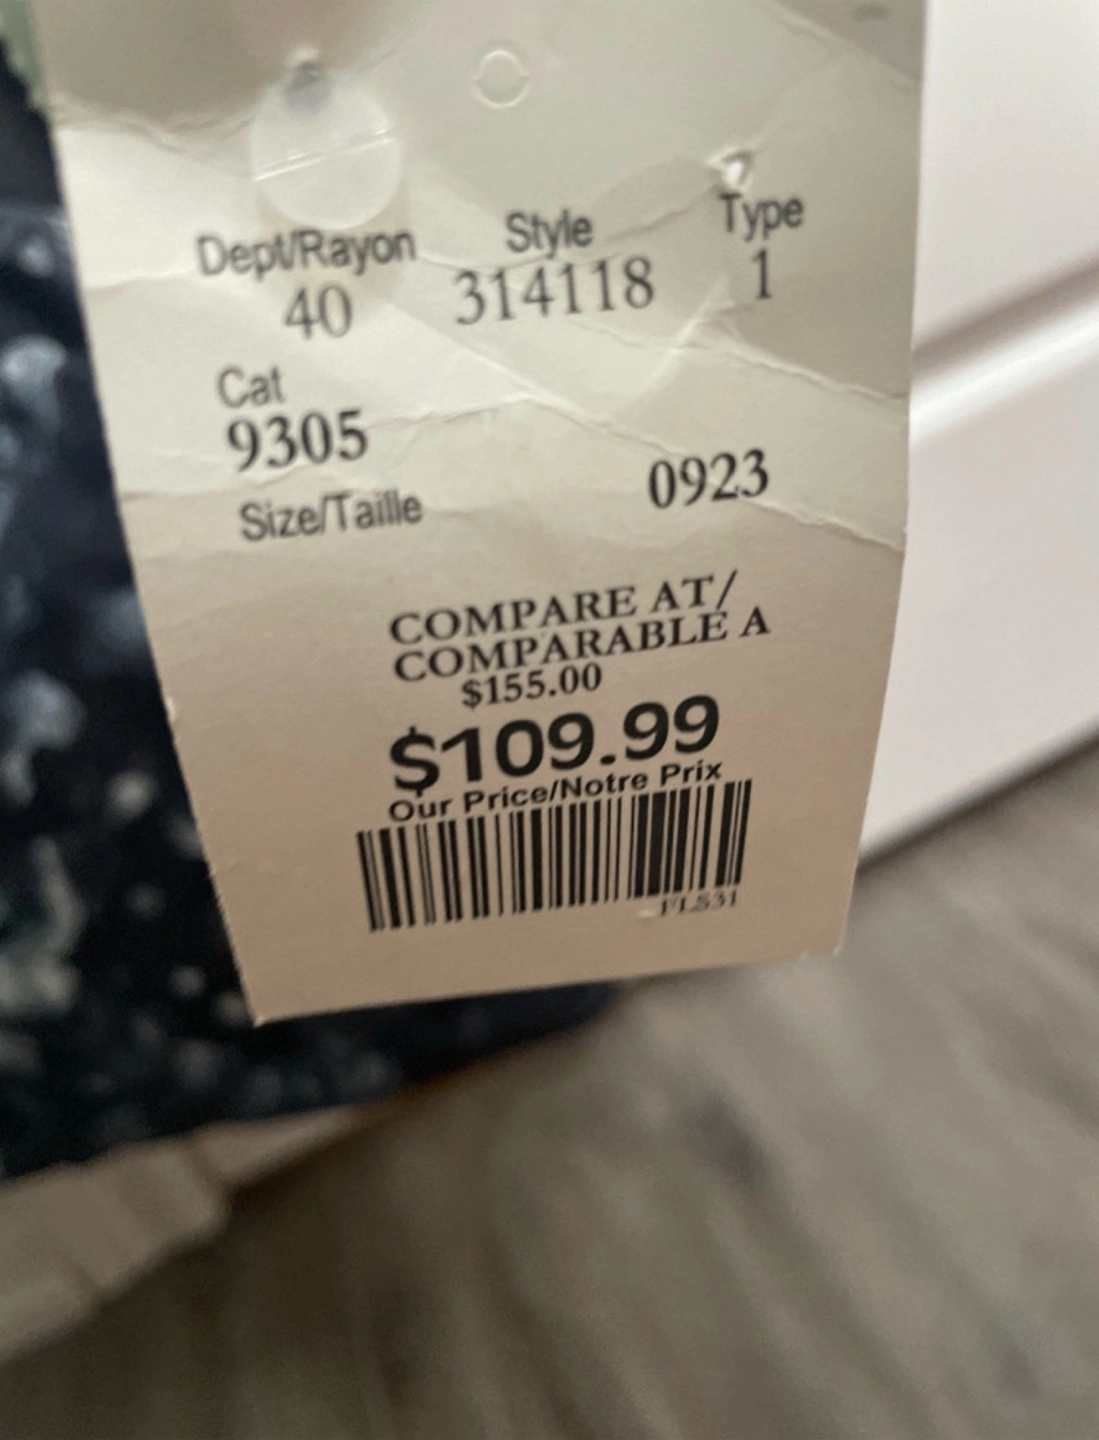 Dept/Rayon Style Type
40 314118 1
Cat
9305
Size/Taille 0923
COMPARE AT/
COMPARABLE A
$155.00
$109.99
Our Price/Notre Prix